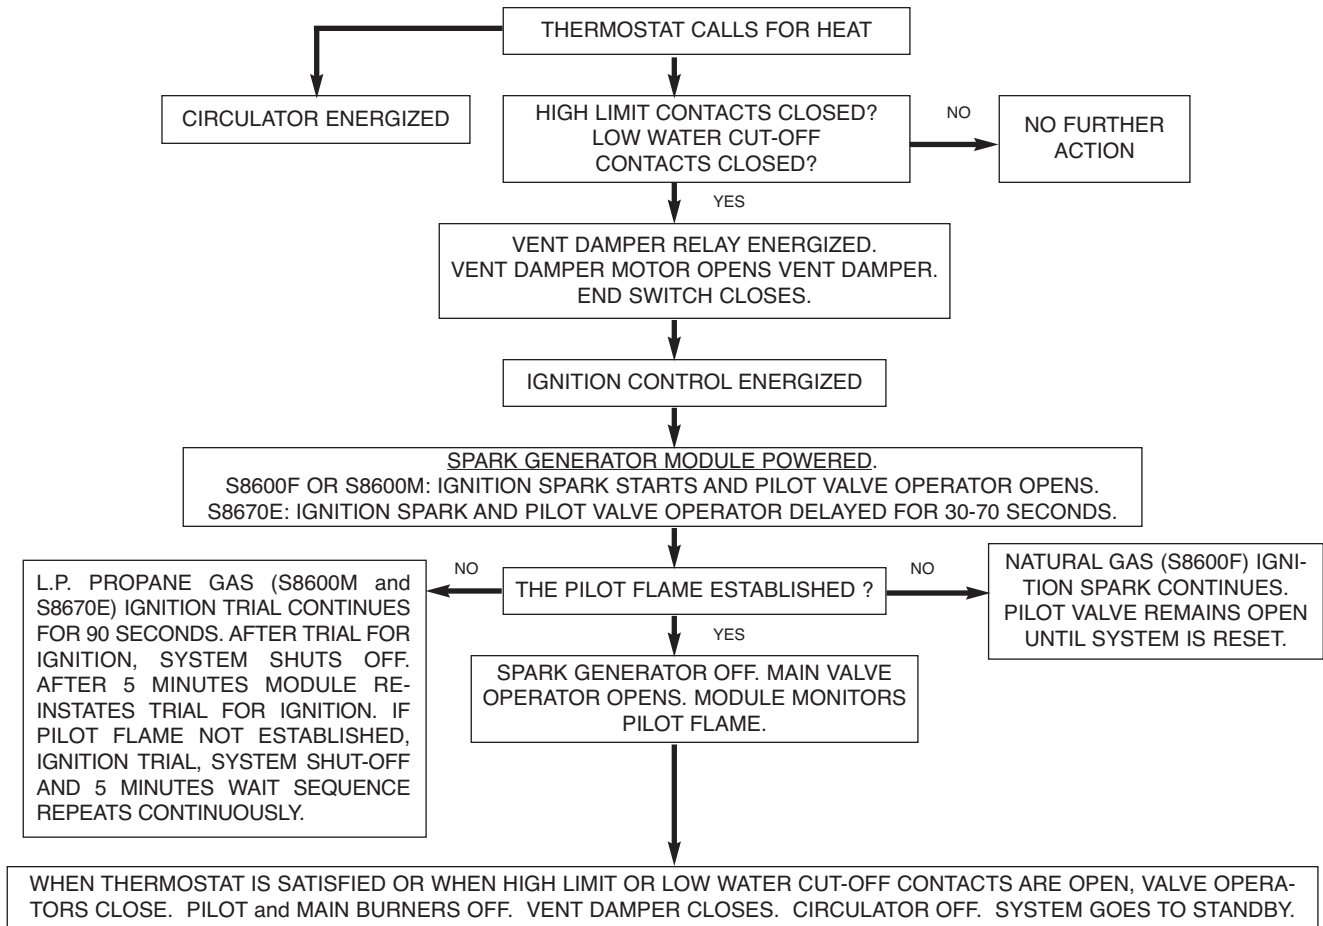 THERMOSTAT CALLS FOR HEAT
CIRCULATOR ENERGIZED
HIGH LIMIT CONTACTS CLOSED?
LOW WATER CUT-OFF
CONTACTS CLOSED?
NO
NO FURTHER
ACTION
YES
VENT DAMPER RELAY ENERGIZED.
VENT DAMPER MOTOR OPENS VENT DAMPER.
END SWITCH CLOSES.
IGNITION CONTROL ENERGIZED
SPARK GENERATOR MODULE POWERED.
S8600F OR S8600M: IGNITION SPARK STARTS AND PILOT VALVE OPERATOR OPENS.
S8670E: IGNITION SPARK AND PILOT VALVE OPERATOR DELAYED FOR 30-70 SECONDS.
THE PILOT FLAME ESTABLISHED ?
NO
L.P. PROPANE GAS (S8600M and
S8670E) IGNITION TRIAL CONTINUES
FOR 90 SECONDS. AFTER TRIAL FOR
IGNITION, SYSTEM SHUTS OFF.
AFTER 5 MINUTES MODULE RE-
INSTATES TRIAL FOR IGNITION. IF
PILOT FLAME NOT ESTABLISHED,
IGNITION TRIAL, SYSTEM SHUT-OFF
AND 5 MINUTES WAIT SEQUENCE
REPEATS CONTINUOUSLY.
NO
NATURAL GAS (S8600F) IGNI-
TION SPARK CONTINUES.
PILOT VALVE REMAINS OPEN
UNTIL SYSTEM IS RESET.
YES
SPARK GENERATOR OFF. MAIN VALVE
OPERATOR OPENS. MODULE MONITORS
PILOT FLAME.
WHEN THERMOSTAT IS SATISFIED OR WHEN HIGH LIMIT OR LOW WATER CUT-OFF CONTACTS ARE OPEN, VALVE OPERA-
TORS CLOSE. PILOT and MAIN BURNERS OFF. VENT DAMPER CLOSES. CIRCULATOR OFF. SYSTEM GOES TO STANDBY.